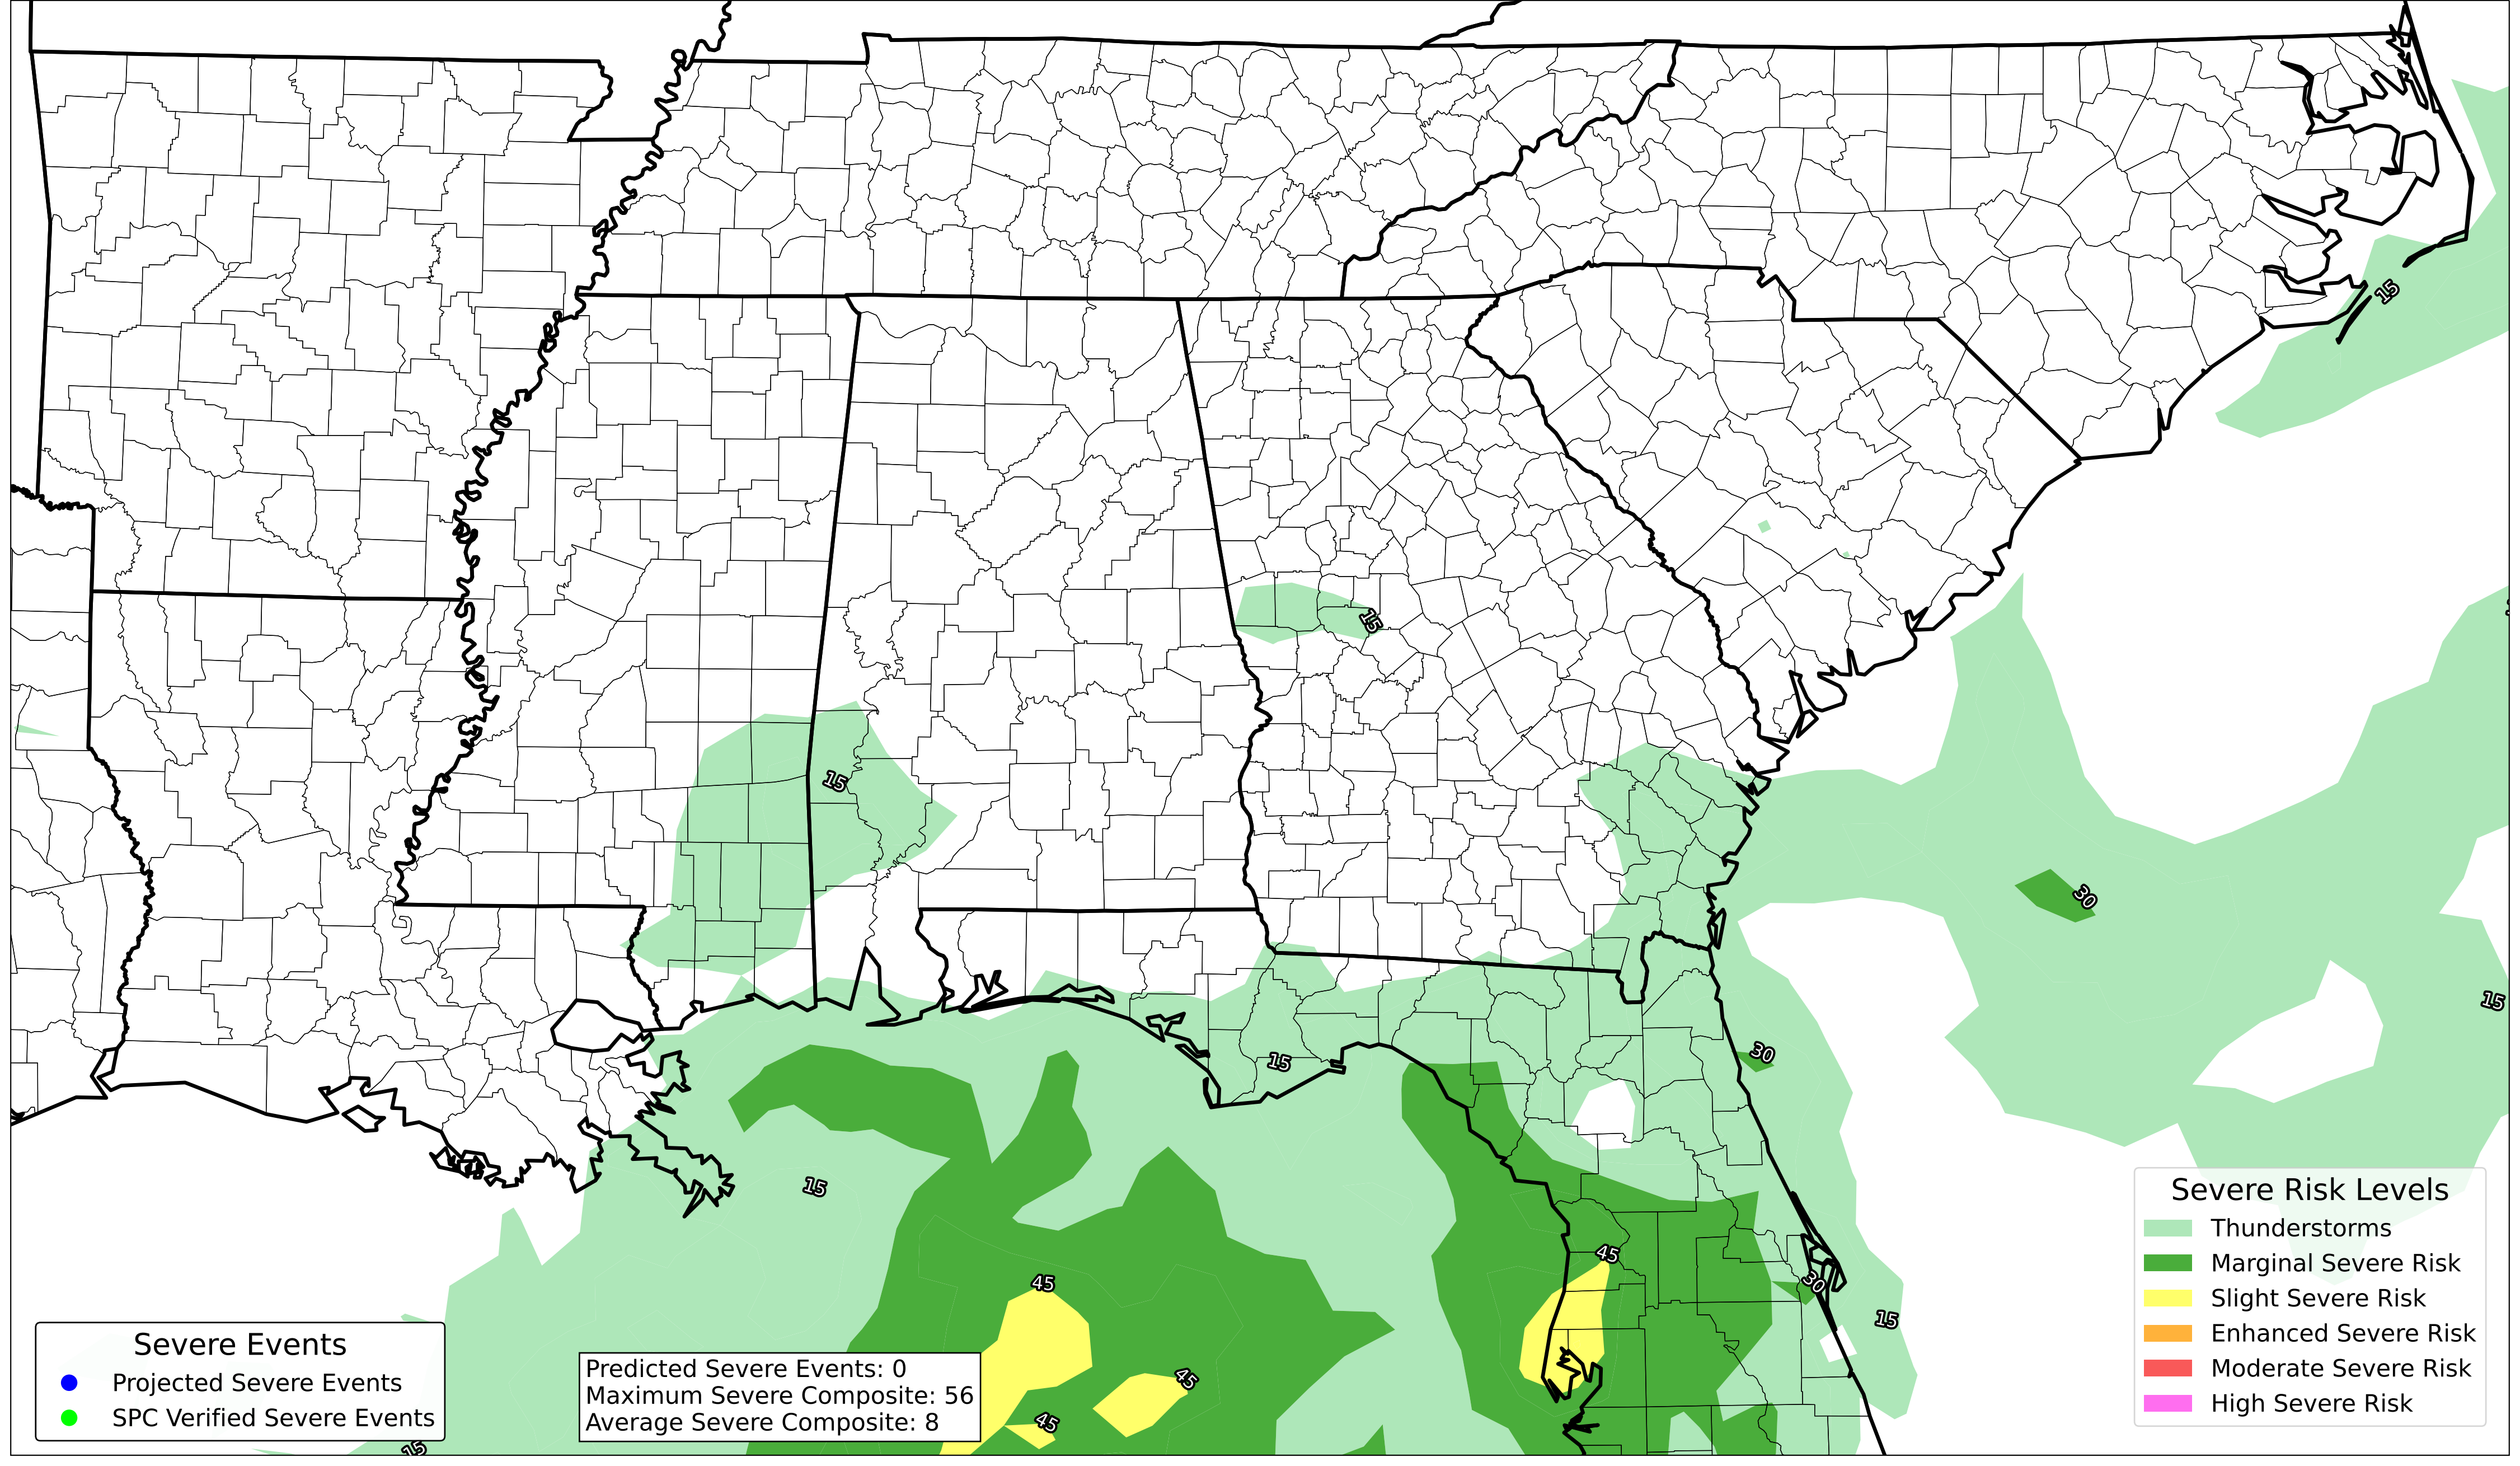 15
15
15
15
30
15
30
15
15
45
45
30
15
45
45
15
Severe Risk Levels
Thunderstorms
Marginal Severe Risk
Slight Severe Risk
Enhanced Severe Risk
Moderate Severe Risk
High Severe Risk
Severe Events
Projected Severe Events
SPC Verified Severe Events
Predicted Severe Events: 0
Maximum Severe Composite: 56
Average Severe Composite: 8